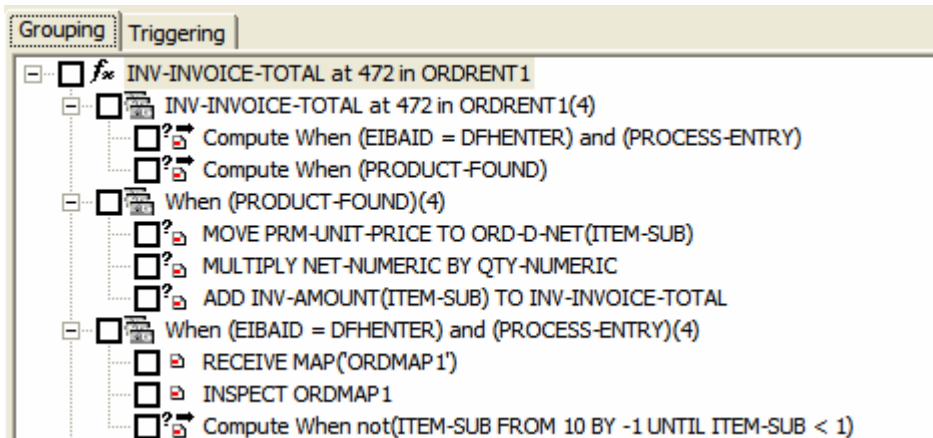 Grouping Triggering
fx INV-INVOICE-TOTAL at 472 in ORDRENT1
INV-INVOICE-TOTAL at 472 in ORDRENT1(4)
? Compute When (EIBAID = DFHENTER) and (PROCESS-ENTRY)
? Compute When (PRODUCT-FOUND)
When (PRODUCT-FOUND)(4)
? MOVE PRM-UNIT-PRICE TO ORD-D-NET(ITEM-SUB)
? MULTIPLY NET-NUMERIC BY QTY-NUMERIC
? ADD INV-AMOUNT(ITEM-SUB) TO INV-INVOICE-TOTAL
When (EIBAID = DFHENTER) and (PROCESS-ENTRY)(4)
RECEIVE MAP('ORDMAP1')
INSPECT ORDMAP1
? Compute When not(ITEM-SUB FROM 10 BY -1 UNTIL ITEM-SUB < 1)